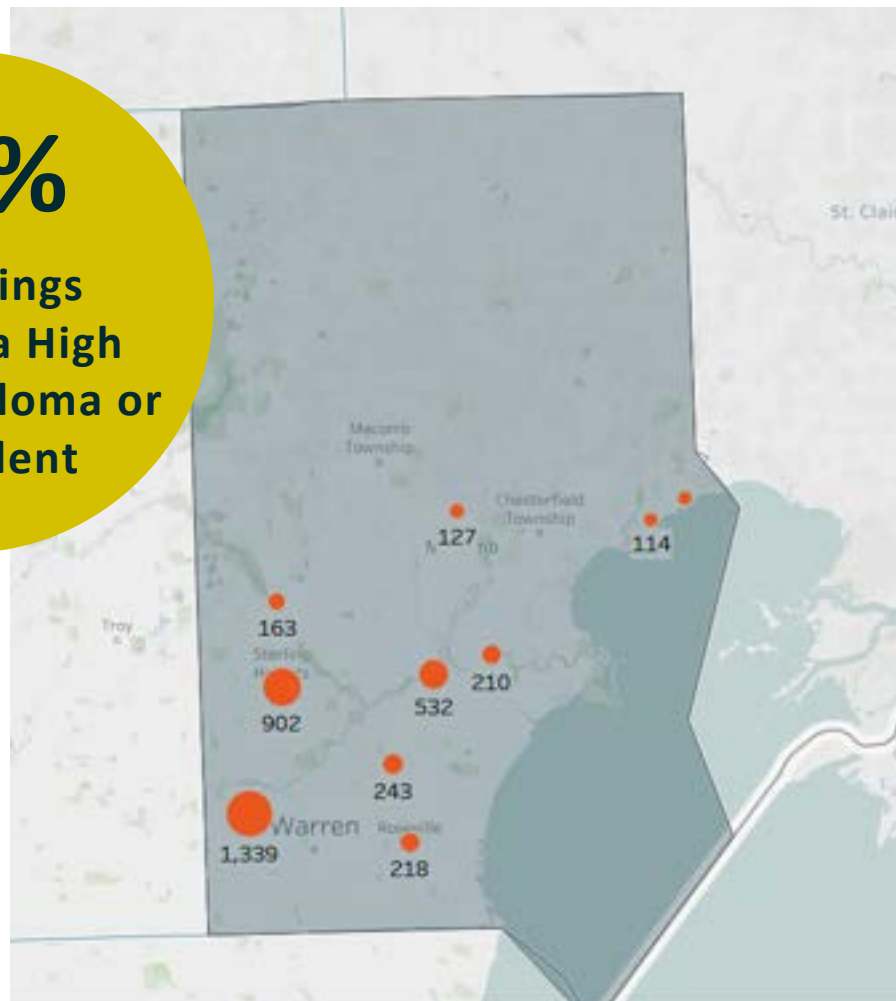 %
ings
a High
loma or
lent
St. Clai
Macomb
Township
Chesterfield
Township
127
114
163
Troy
Sterling
902
532
210
243
Warren
Roseville
1,339
218